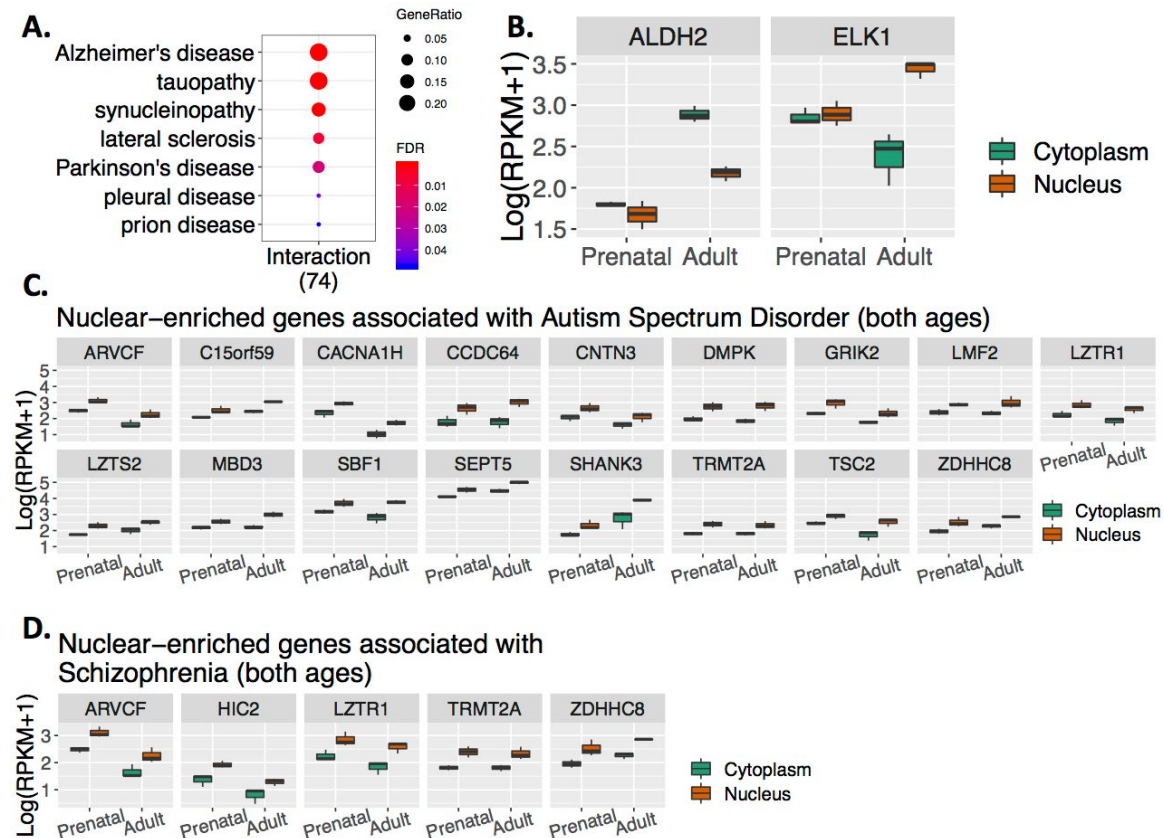 A.
Alzheimer's disease
tauopathy
synucleinopathy
lateral sclerosis
Parkinson's disease
pleural disease
prion disease
Interaction
(74)
GeneRatio
0.05
0.10
0.15
0.20
FDR
0.01
0.02
0.03
0.04
B.
ALDH2 ELK1
Log(RPKM+1)
3.5
3.0
2.5
2.0
1.5
Prenatal Adult Prenatal Adult
Cytoplasm
Nucleus
C.
Nuclear−enriched genes associated with Autism Spectrum Disorder (both ages)
ARVCF C15orf59 CACNA1H CCDC64 CNTN3 DMPK GRIK2 LMF2 LZTR1
5
4
3
2
1
Prenatal Adult
Log(RPKM+1)
LZTS2 MBD3 SBF1 SEPT5 SHANK3 TRMT2A TSC2 ZDHHC8
5
4
3
2
1
Prenatal Adult Prenatal Adult Prenatal Adult Prenatal Adult Prenatal Adult Prenatal Adult Prenatal Adult Prenatal Adult
Cytoplasm
Nucleus
D.
Nuclear−enriched genes associated with
Schizophrenia (both ages)
ARVCF HIC2 LZTR1 TRMT2A ZDHHC8
Log(RPKM+1)
3
2
1
Prenatal Adult Prenatal Adult Prenatal Adult Prenatal Adult Prenatal Adult
Cytoplasm
Nucleus